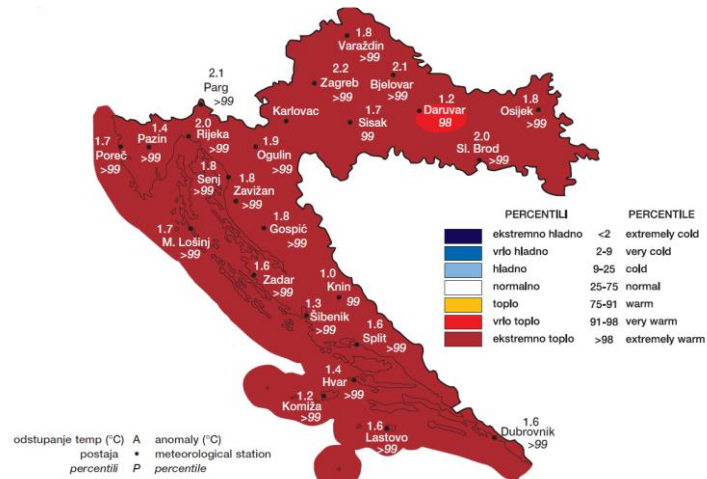 1.8
Varaždin
>99
2.1
Parg
>99
2.2
Zagreb
>99
2.1
Bjelovar
>99
1.2
Daruvar
98
1.8
Osijek
>99
Karlovac
1.7
Sisak
99
2.0
Sl. Brod
>99
1.7
Poreč
>99
1.4
Pazin
>99
2.0
Rijeka
>99
1.9
Ogulin
>99
1.8
Senj
>99
1.8
Zavižan
>99
1.7
M. Lošinj
>99
1.8
Gospić
>99
1.6
Zadar
>99
1.0
Knin
99
1.3
Šibenik
>99
1.6
Split
>99
1.4
Hvar
>99
1.2
Komiža
>99
1.6
Lastovo
>99
1.6
Dubrovnik
>99
PERCENTILI PERCENTILE
ekstremno hladno <2 extremely cold
vrlo hladno 2-9 very cold
hladno 9-25 cold
normalno 25-75 normal
toplo 75-91 warm
vrlo toplo 91-98 very warm
ekstremno toplo >98 extremely warm
odstupanje temp (°C) A anomaly (°C)
postaja • meteorological station
percentili P percentile